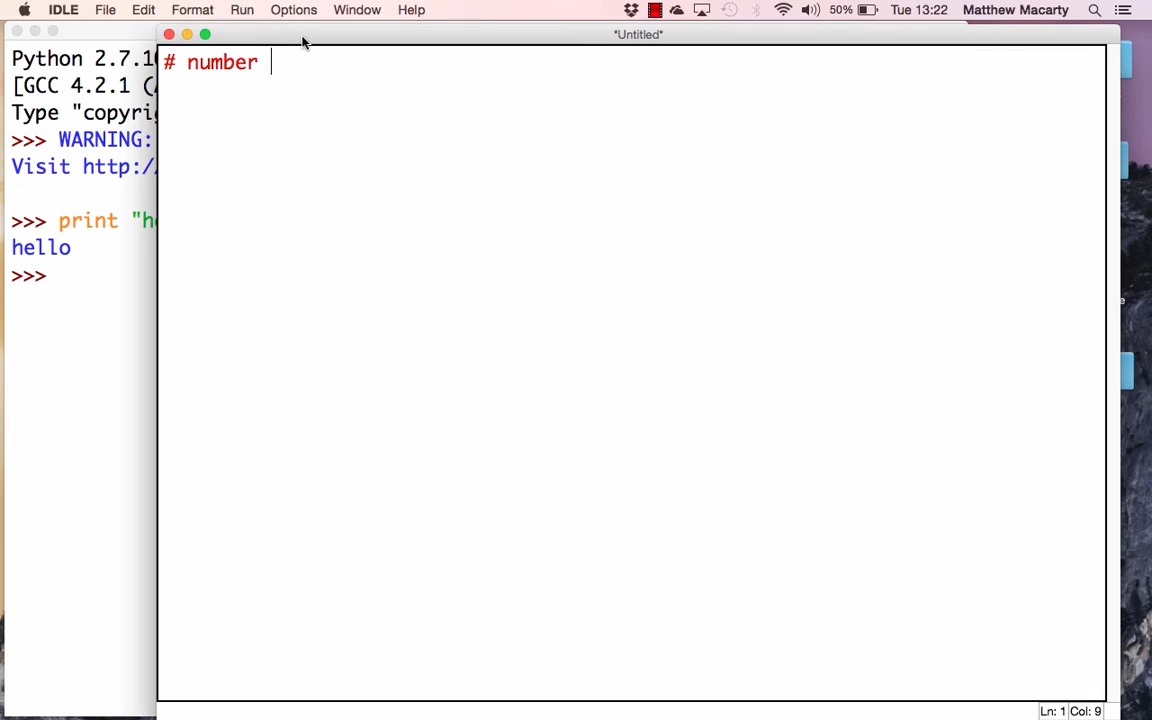 IDLE File Edit Format Run Options Window Help 50% Tue 13:22 Matthew Macarty
*Untitled*
Python 2.7.1
[GCC 4.2.1 (
Type "copyri
>>> WARNING:
Visit http:/
>>> print "h
hello
>>>
# number
Ln: 1 Col: 9